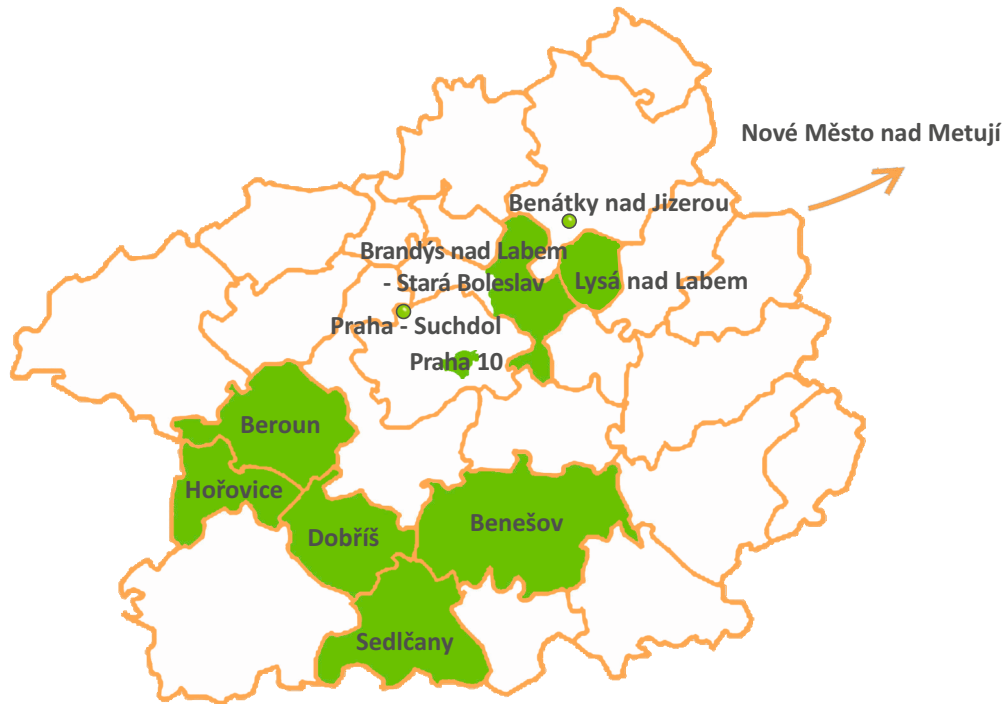 Nové Město nad Metují
Benátky nad Jizerou
Brandýs nad Labem
- Stará Boleslav
Lysá nad Labem
Praha - Suchdol
Praha 10
Beroun
Hořovice
Dobříš
Benešov
Sedlčany